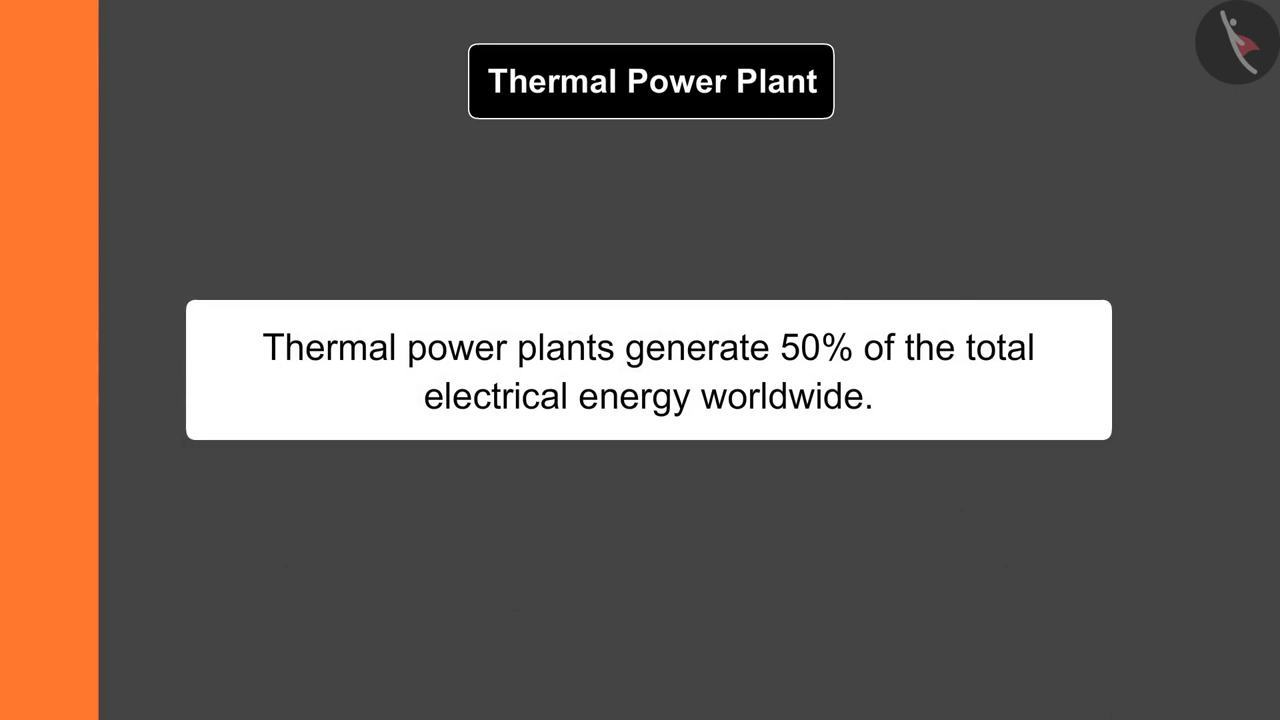 Thermal Power Plant
Thermal power plants generate 50% of the total
electrical energy worldwide.